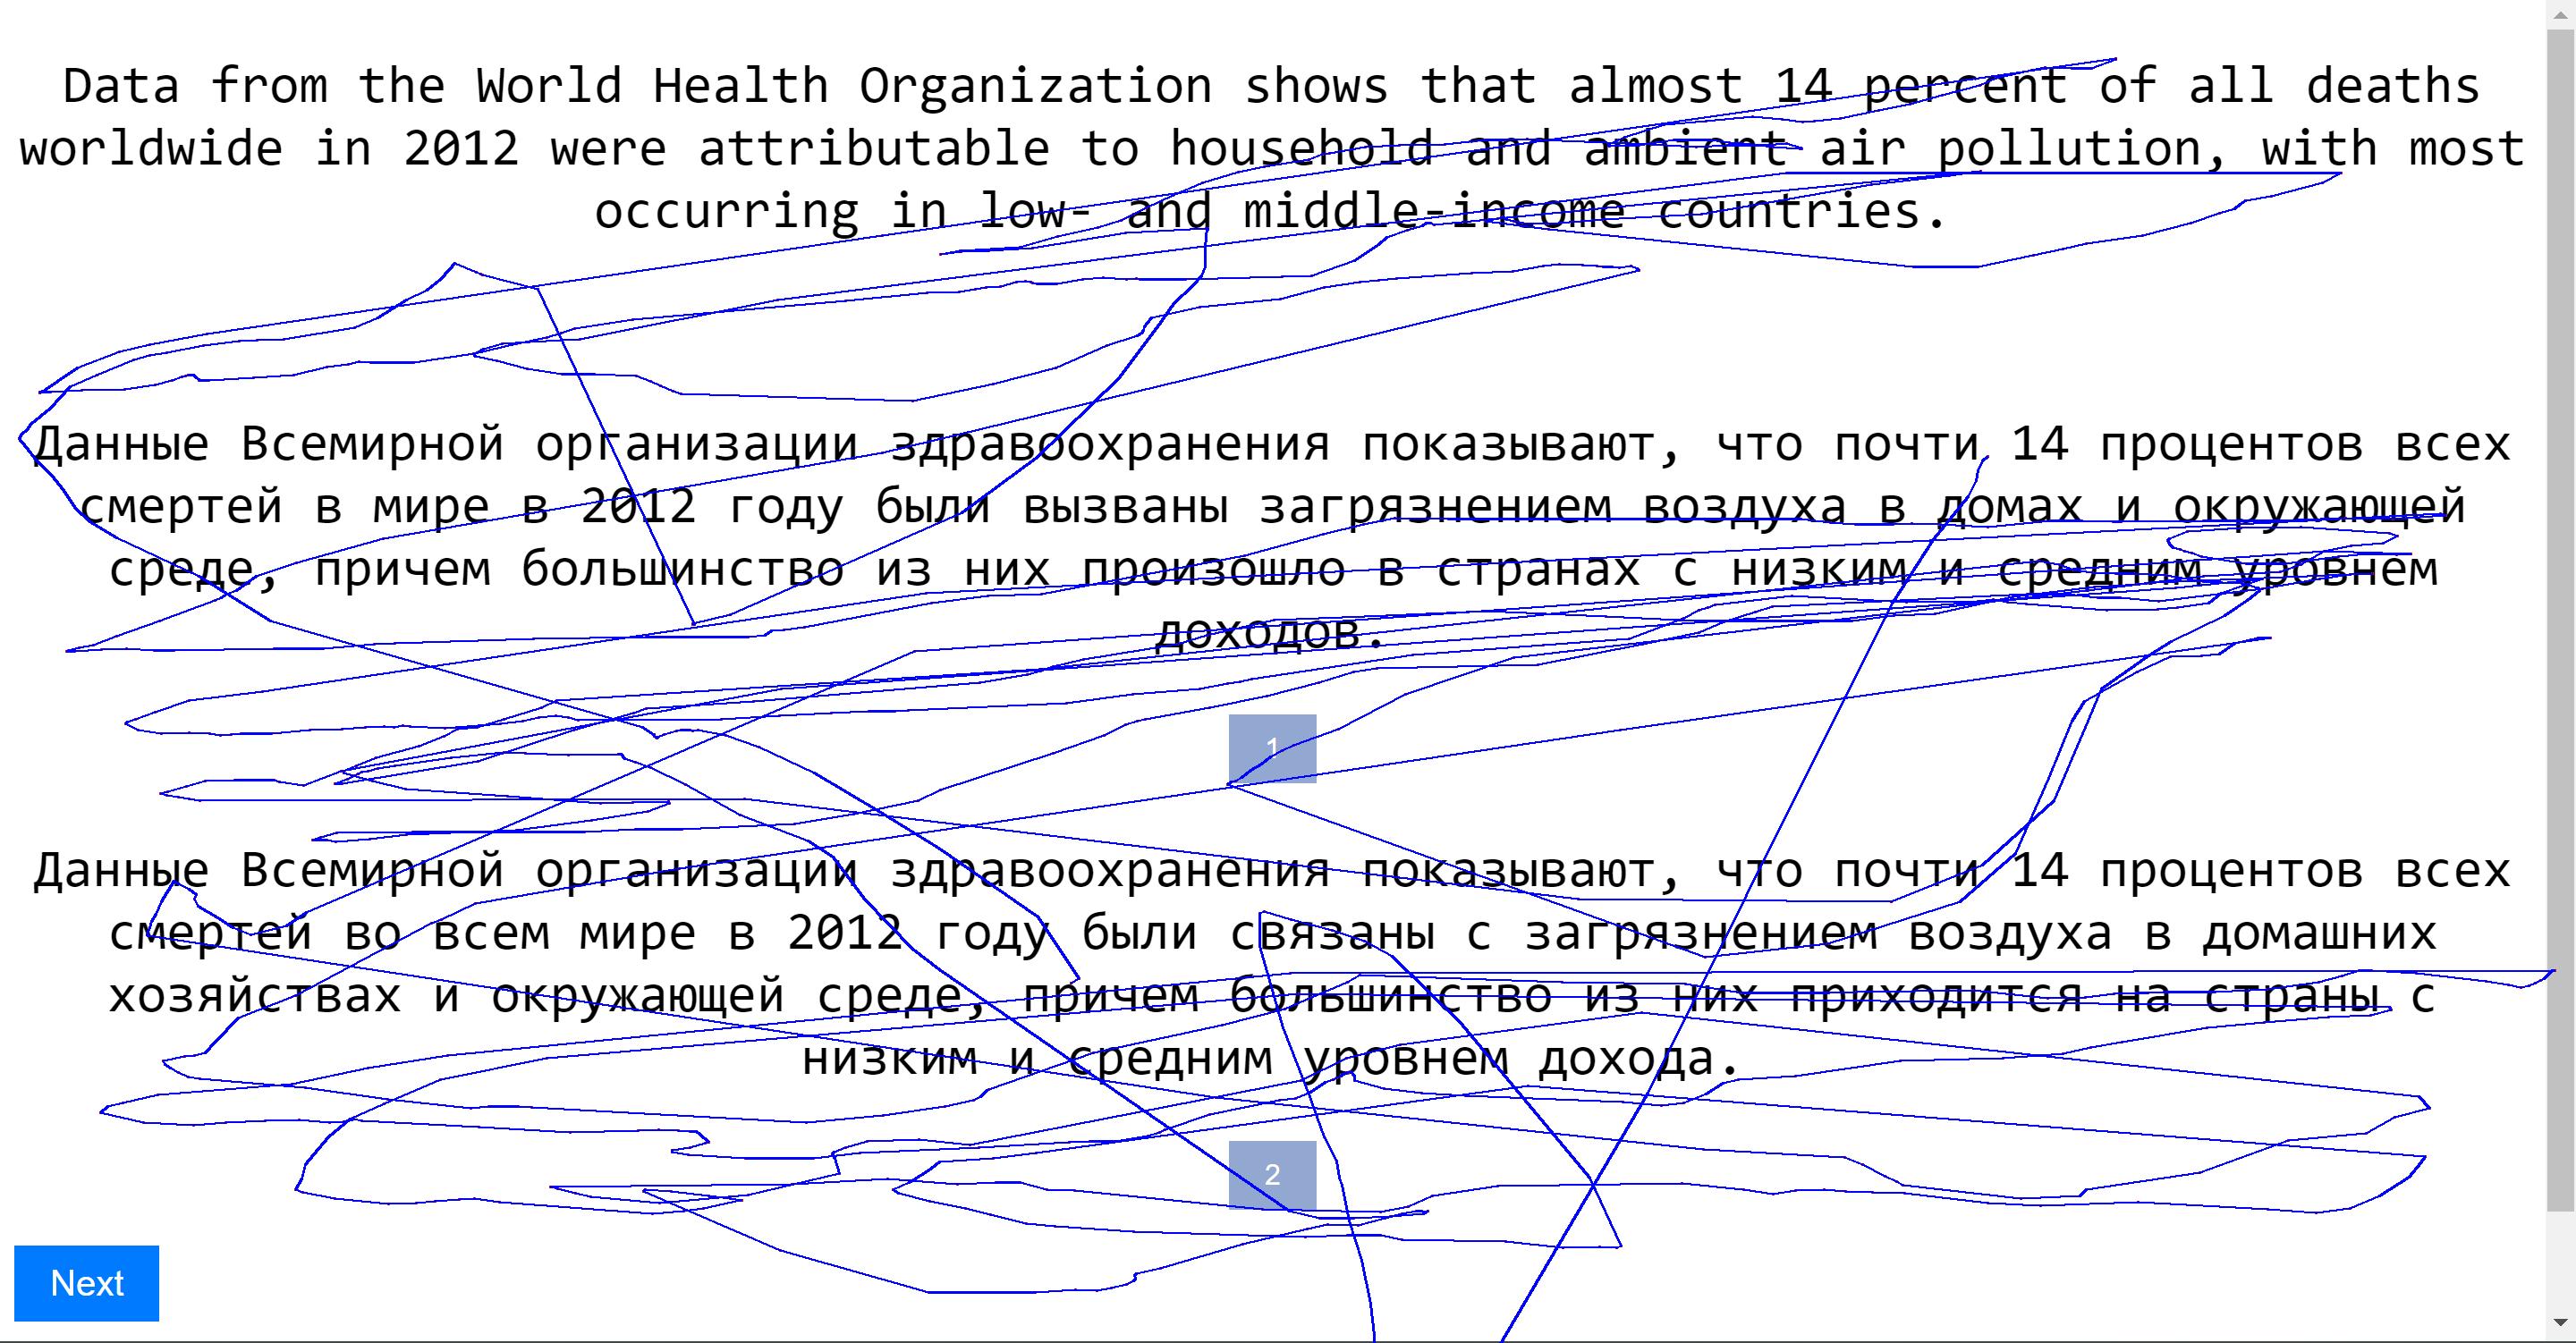 Data from the World Health Organization shows that almost 14 percent of all deaths
worldwide in 2012 were attributable to household and ambient air pollution, with most
occurring in low- and middle-income countries.
Данные Всемирной организации здравоохранения показывают, что почти 14 процентов всех
смертей в мире в 2012 году были вызваны загрязнением воздуха в домах и окружающей
среде, причем большинство из них произошло в странах с низким и средним уровнем
доходов.
1
Данные Всемирной организации здравоохранения показывают, что почти 14 процентов всех
смертей во всем мире в 2012 году были связаны с загрязнением воздуха в домашних
хозяйствах и окружающей среде, причем большинство из них приходится на страны с
низким и средним уровнем дохода.
2
Next